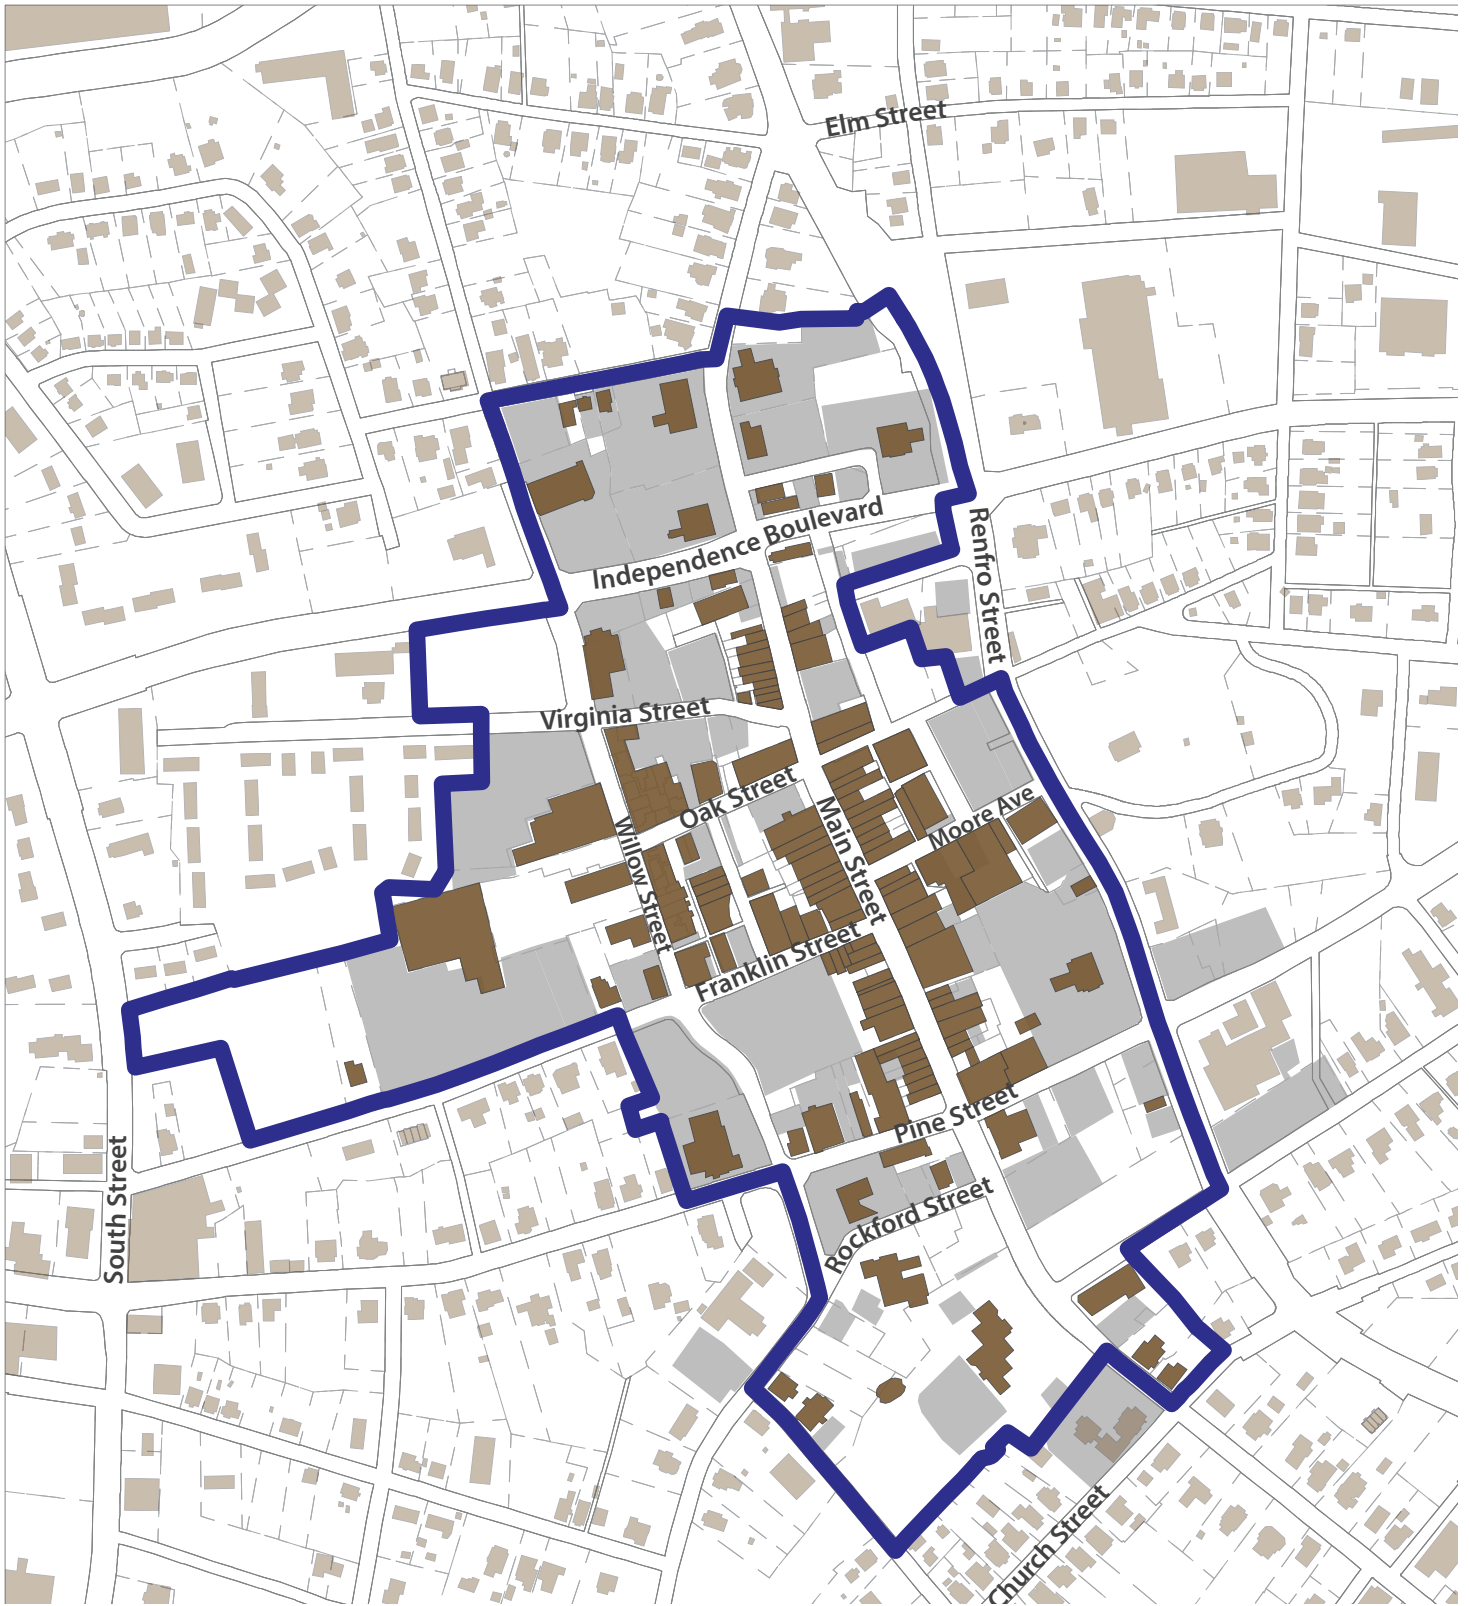 Elm Street
Independence Boulevard
Renfro Street
Virginia Street
Oak Street
Main Street
Moore Ave
Willow Street
Franklin Street
Pine Street
South Street
Rockford Street
Church Street